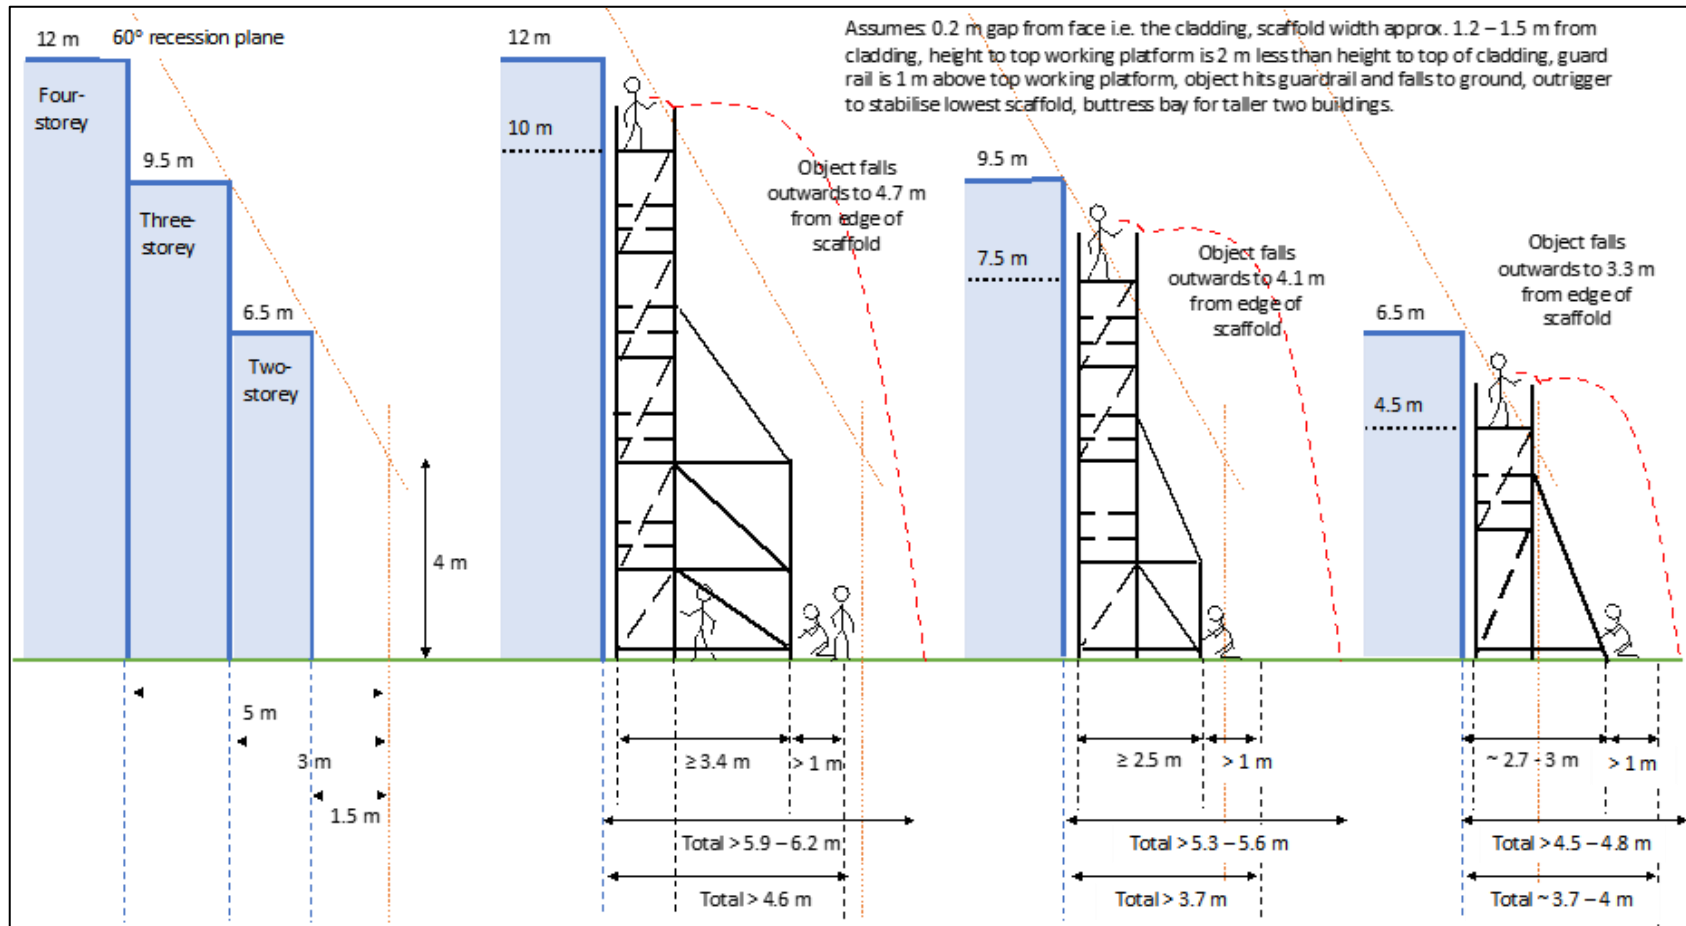 Assumes: 0.2 m gap from face i.e. the cladding, scaffold width approx. 1.2 – 1.5 m from
cladding, height to top working platform is 2 m less than height to top of cladding, guard
rail is 1 m above top working platform, object hits guardrail and falls to ground, outrigger
to stabilise lowest scaffold, buttress bay for taller two buildings.
12 m
60° recession plane
Four-
storey
9.5 m
Three-
storey
6.5 m
Two-
storey
4 m
5 m
3 m
1.5 m
12 m
10 m
Object falls
outwards to 4.7 m
from edge of
scaffold
≥ 3.4 m
> 1 m
Total > 5.9 – 6.2 m
Total > 4.6 m
9.5 m
7.5 m
Object falls
outwards to 4.1 m
from edge of
scaffold
≥ 2.5 m
> 1 m
Total > 5.3 – 5.6 m
Total > 3.7 m
6.5 m
4.5 m
Object falls
outwards to 3.3 m
from edge of
scaffold
~ 2.7 - 3 m
> 1 m
Total > 4.5 – 4.8 m
Total ~ 3.7 – 4 m